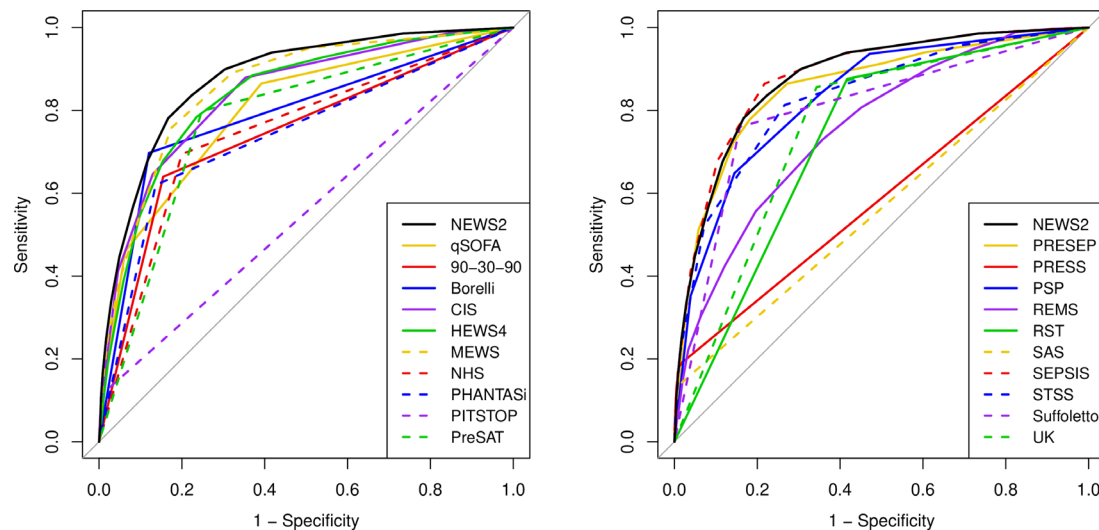 1.0
0.8
0.6
0.4
0.2
0.0
Sensitivity
NEWS2
qSOFA
90−30−90
Borelli
CIS
HEWS4
MEWS
NHS
PHANTASi
PITSTOP
PreSAT
0.0 0.2 0.4 0.6 0.8 1.0
1 − Specificity
1.0
0.8
0.6
0.4
0.2
0.0
Sensitivity
NEWS2
PRESEP
PRESS
PSP
REMS
RST
SAS
SEPSIS
STSS
Suffoletto
UK
0.0 0.2 0.4 0.6 0.8 1.0
1 − Specificity